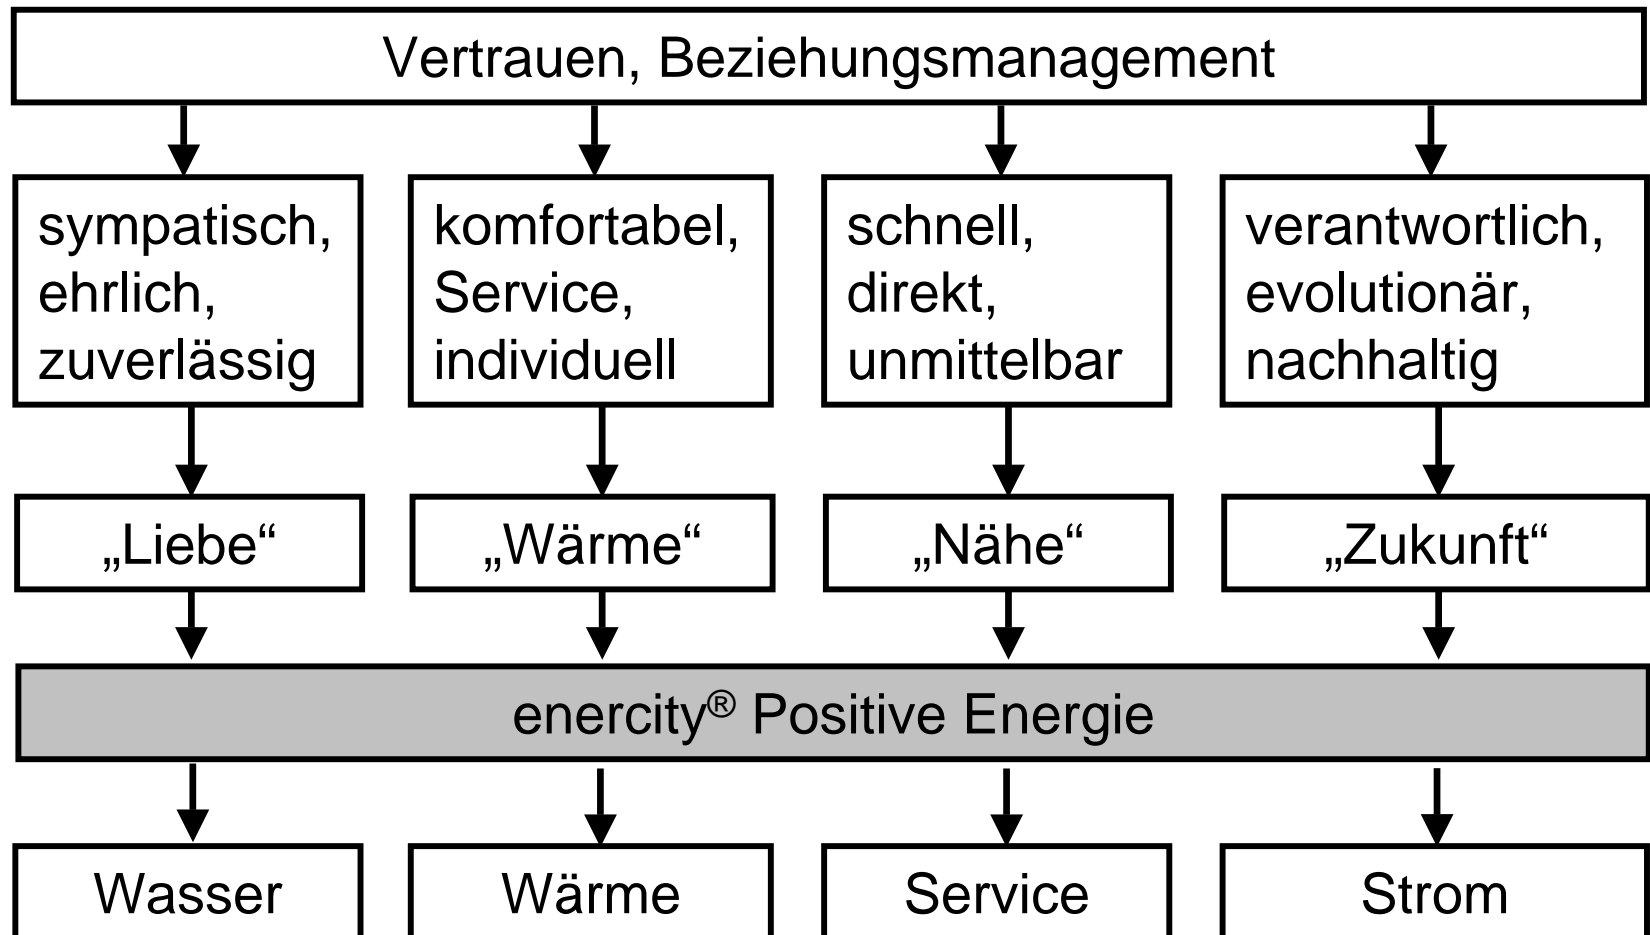 Vertrauen, Beziehungsmanagement
sympatisch,
ehrlich,
zuverlässig
komfortabel,
Service,
individuell
schnell,
direkt,
unmittelbar
verantwortlich,
evolutionär,
nachhaltig
„Liebe“
„Wärme“
„Nähe“
„Zukunft“
enercity® Positive Energie
Wasser
Wärme
Service
Strom